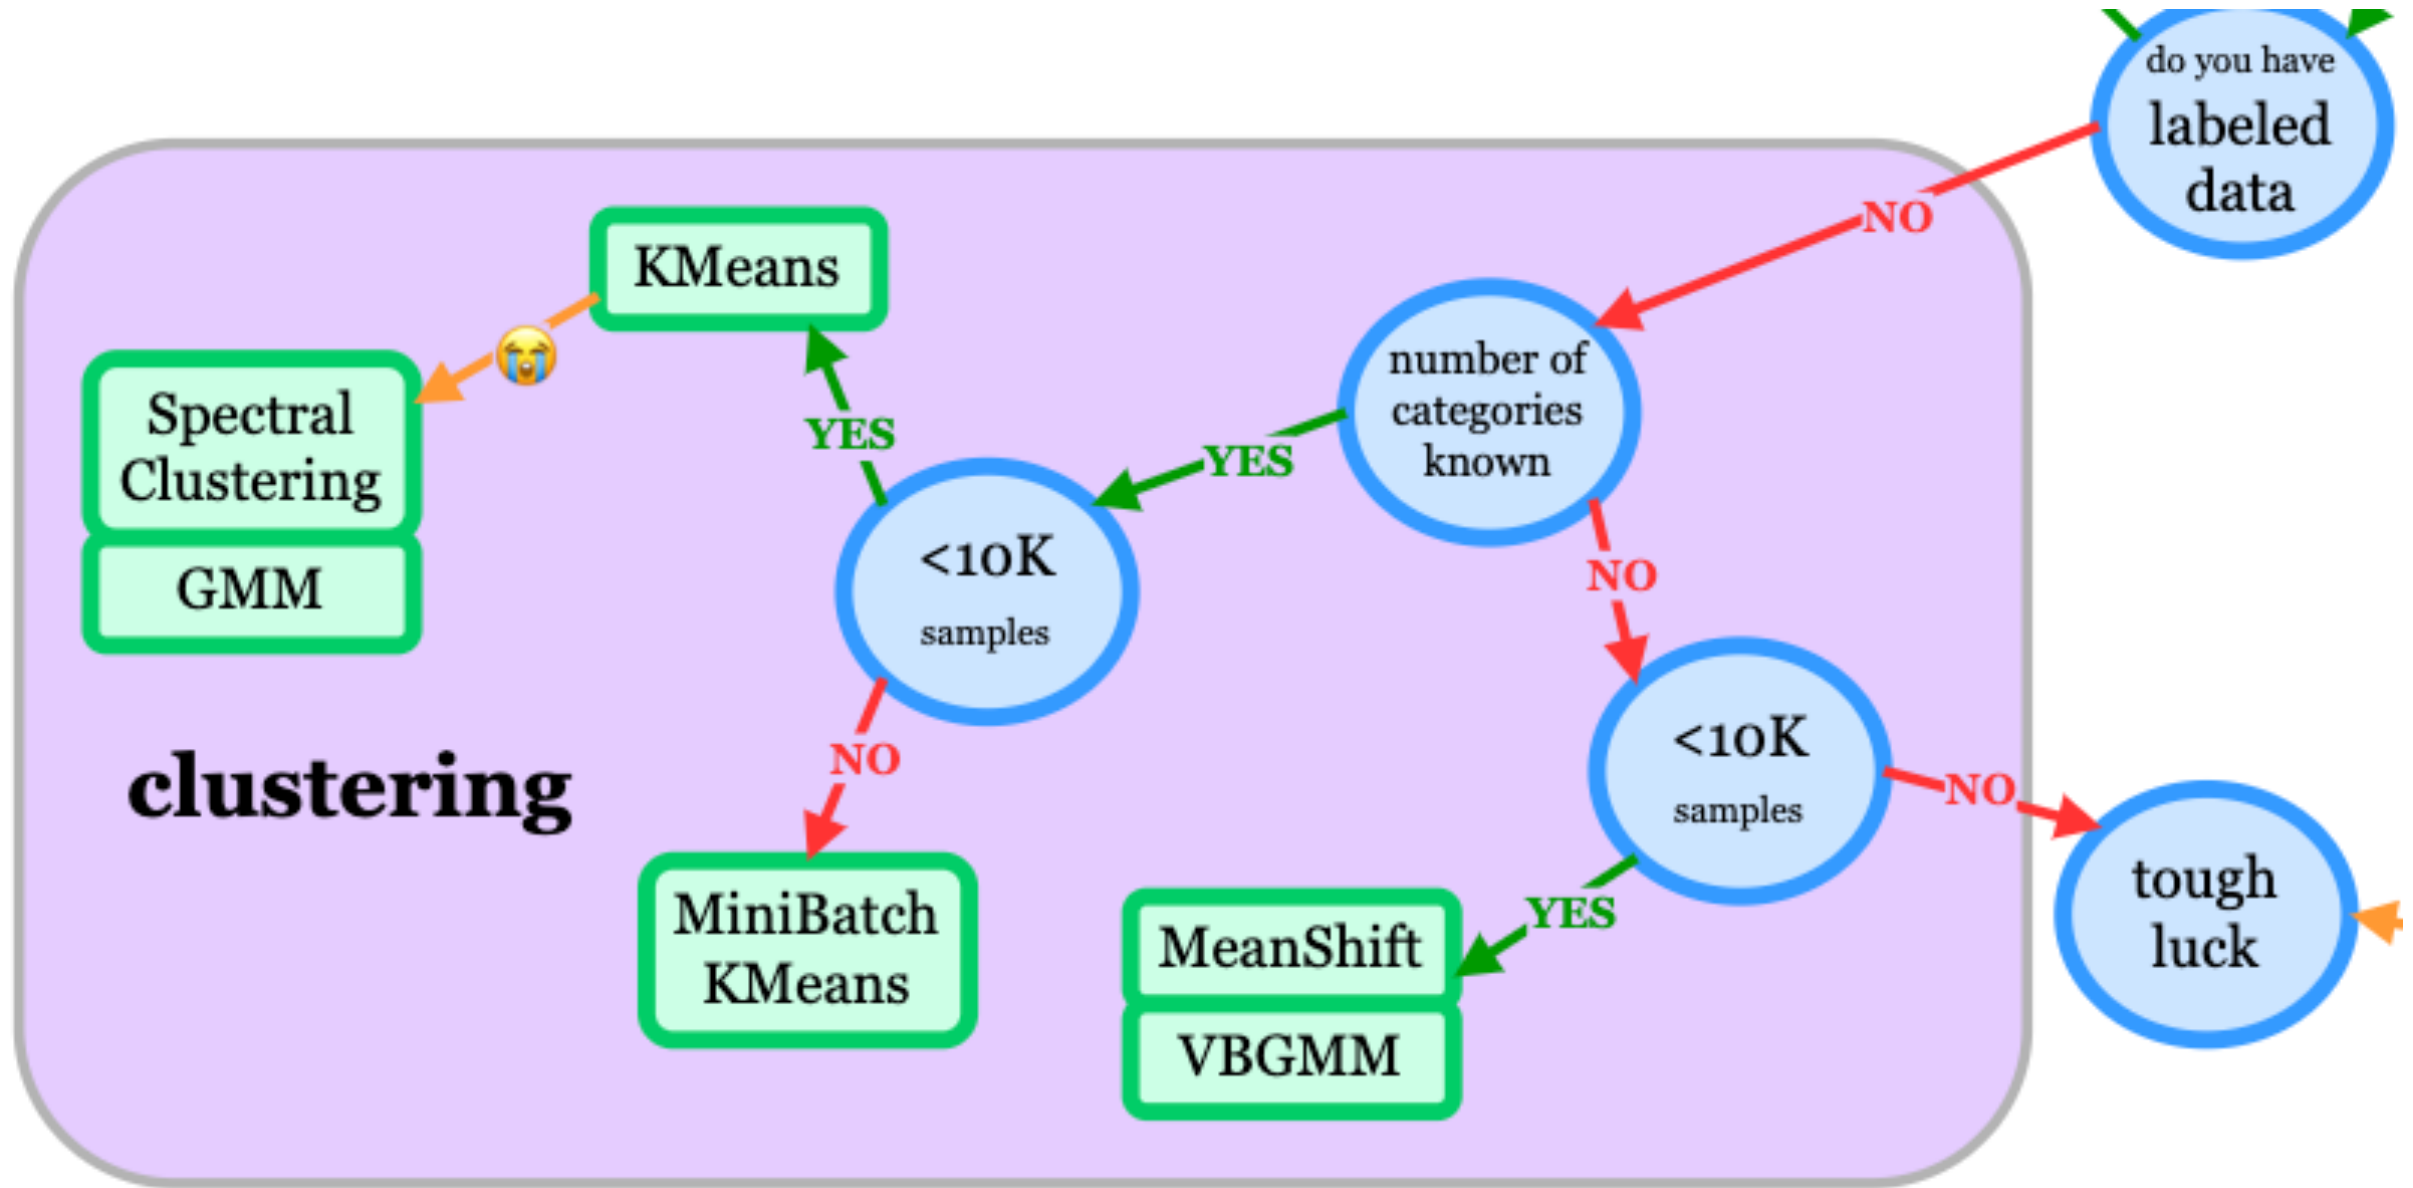 do you have
labeled
data
NO
KMeans
number of
categories
known
YES
YES
Spectral
Clustering
GMM
<10K
samples
NO
NO
<10K
samples
NO
clustering
tough
luck
MiniBatch
KMeans
YES
MeanShift
VBGMM